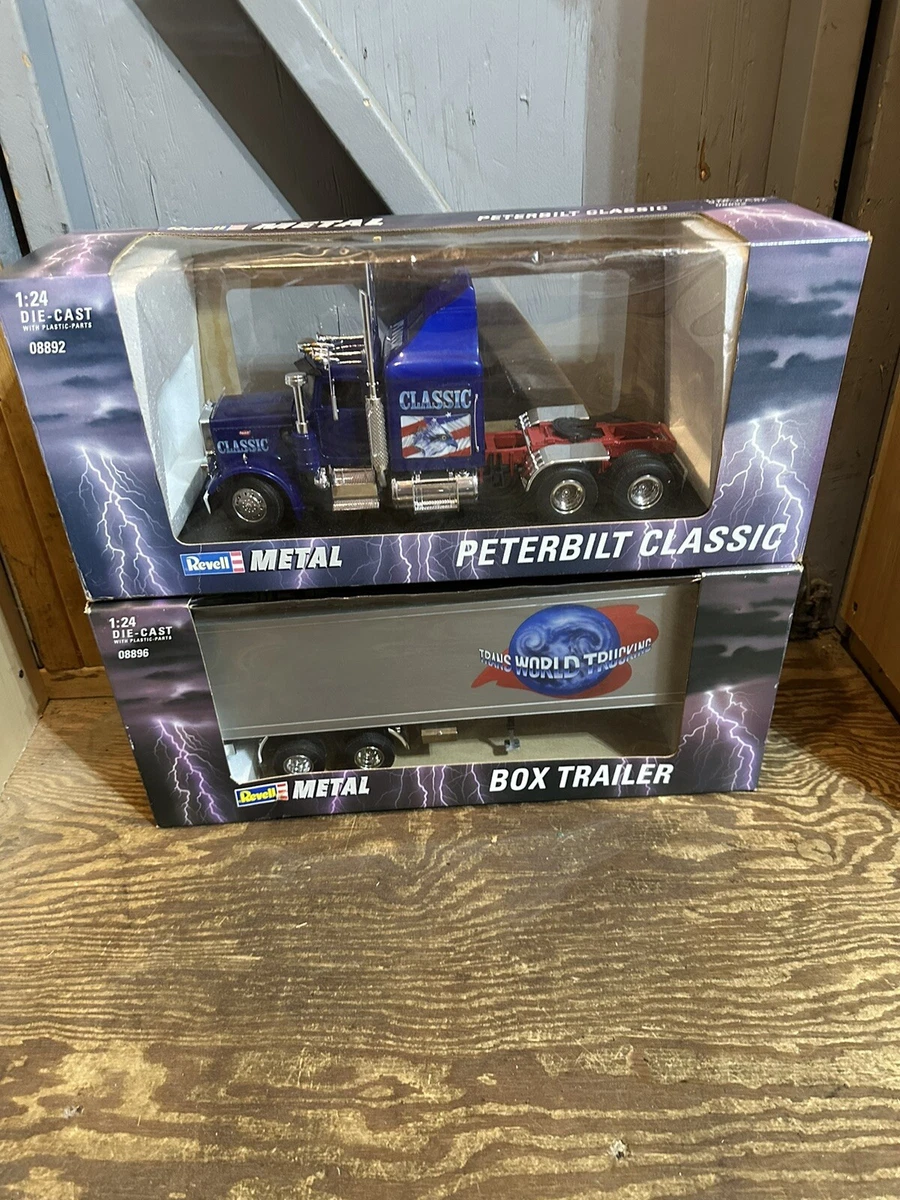 Revell METAL
PETERBILT CLASSIC
1:24
DIE-CAST
WITH PLASTIC-PARTS
08892
CLASSIC
CLASSIC
Revell METAL
PETERBILT CLASSIC
1:24
DIE-CAST
WITH PLASTIC-PARTS
08896
TRANS WORLD TRUCKING
Revell METAL
BOX TRAILER